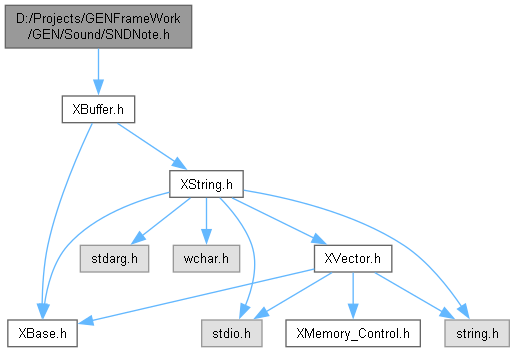 D:/Projects/GENFrameWork
/GEN/Sound/SNDNote.h
XBuffer.h
XString.h
stdarg.h
wchar.h
XVector.h
XBase.h
stdio.h
XMemory_Control.h
string.h